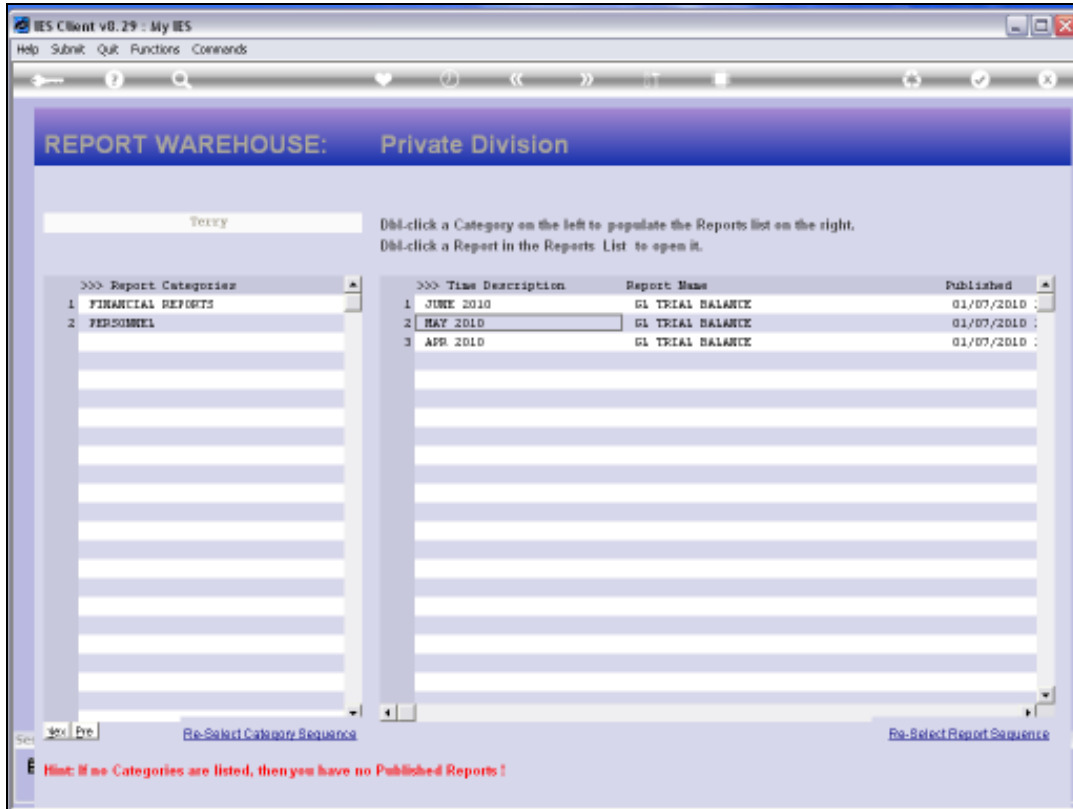 IES Client v8.29 : My IES
Help Submit Quit Functions Commands
REPORT WAREHOUSE: Private Division
Terry
Dbl-click a Category on the left to populate the Reports list on the right.
Dbl-click a Report in the Reports List to open it.
>>> Report Categories
1 FINANCIAL REPORTS
2 PERSONNEL
>>> Time Description Report Name Published
1 JUNE 2010 GL TRIAL BALANCE 01/07/2010
2 MAY 2010 GL TRIAL BALANCE 01/07/2010
3 APR 2010 GL TRIAL BALANCE 01/07/2010
Nex Pre
Re-Select Category Sequence
Re-Select Report Sequence
Hint: If no Categories are listed, then you have no Published Reports !